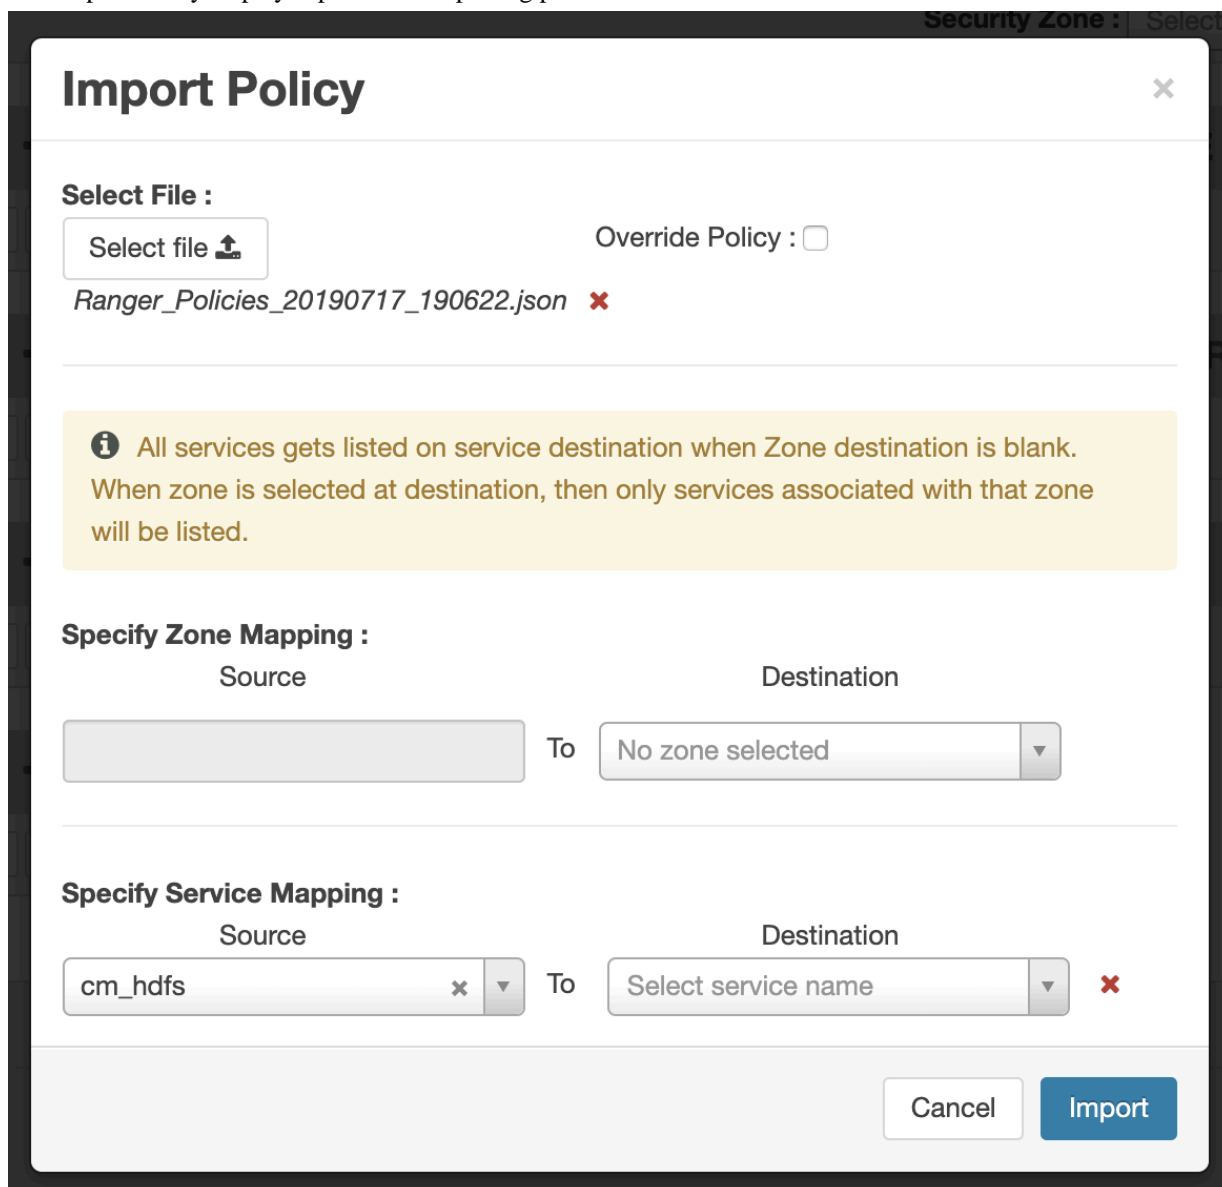 Security Zone : Select
Import Policy
Select File :
Select file
Override Policy :
Ranger_Policies_20190717_190622.json
All services gets listed on service destination when Zone destination is blank.
When zone is selected at destination, then only services associated with that zone
will be listed.
Specify Zone Mapping :
Source Destination
To No zone selected
Specify Service Mapping :
Source Destination
cm_hdfs To Select service name
Cancel Import